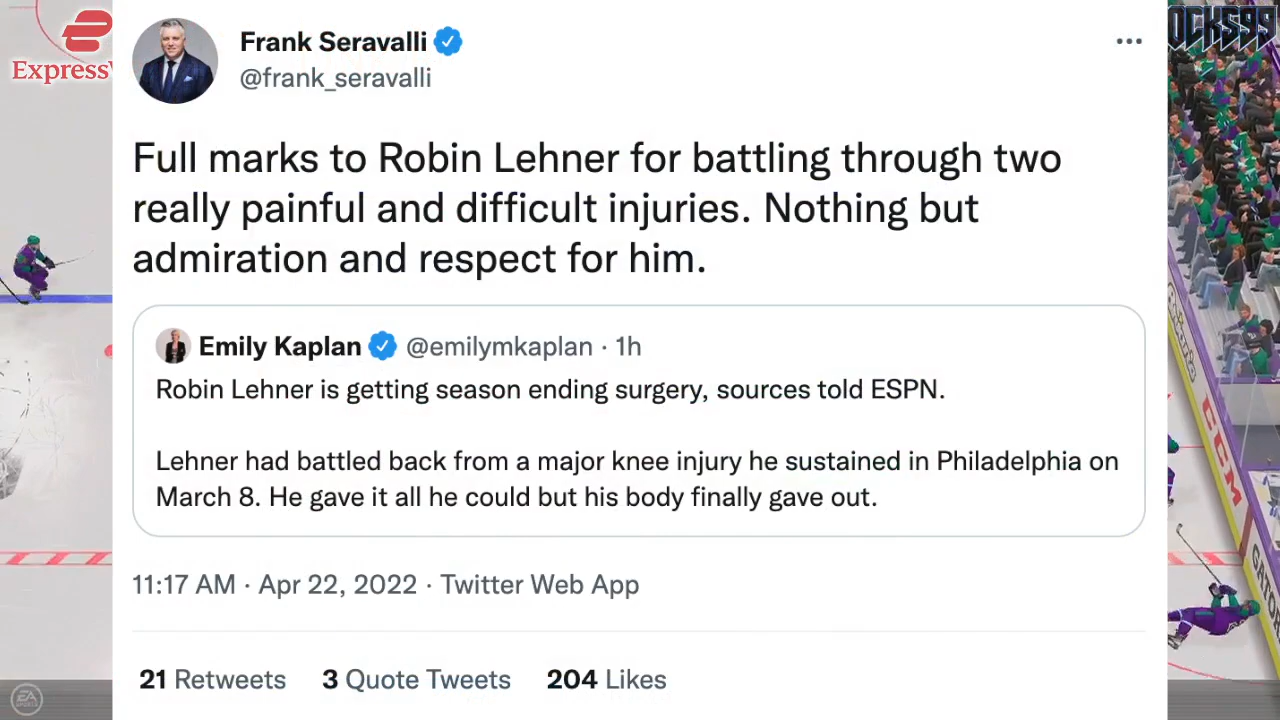 Express
Frank Seravalli
@frank_seravalli
Full marks to Robin Lehner for battling through two
really painful and difficult injuries. Nothing but
admiration and respect for him.
Emily Kaplan @emilymkaplan · 1h
Robin Lehner is getting season ending surgery, sources told ESPN.
Lehner had battled back from a major knee injury he sustained in Philadelphia on
March 8. He gave it all he could but his body finally gave out.
11:17 AM · Apr 22, 2022 · Twitter Web App
21 Retweets 3 Quote Tweets 204 Likes
CCM
GATOR
EA
SPORTS